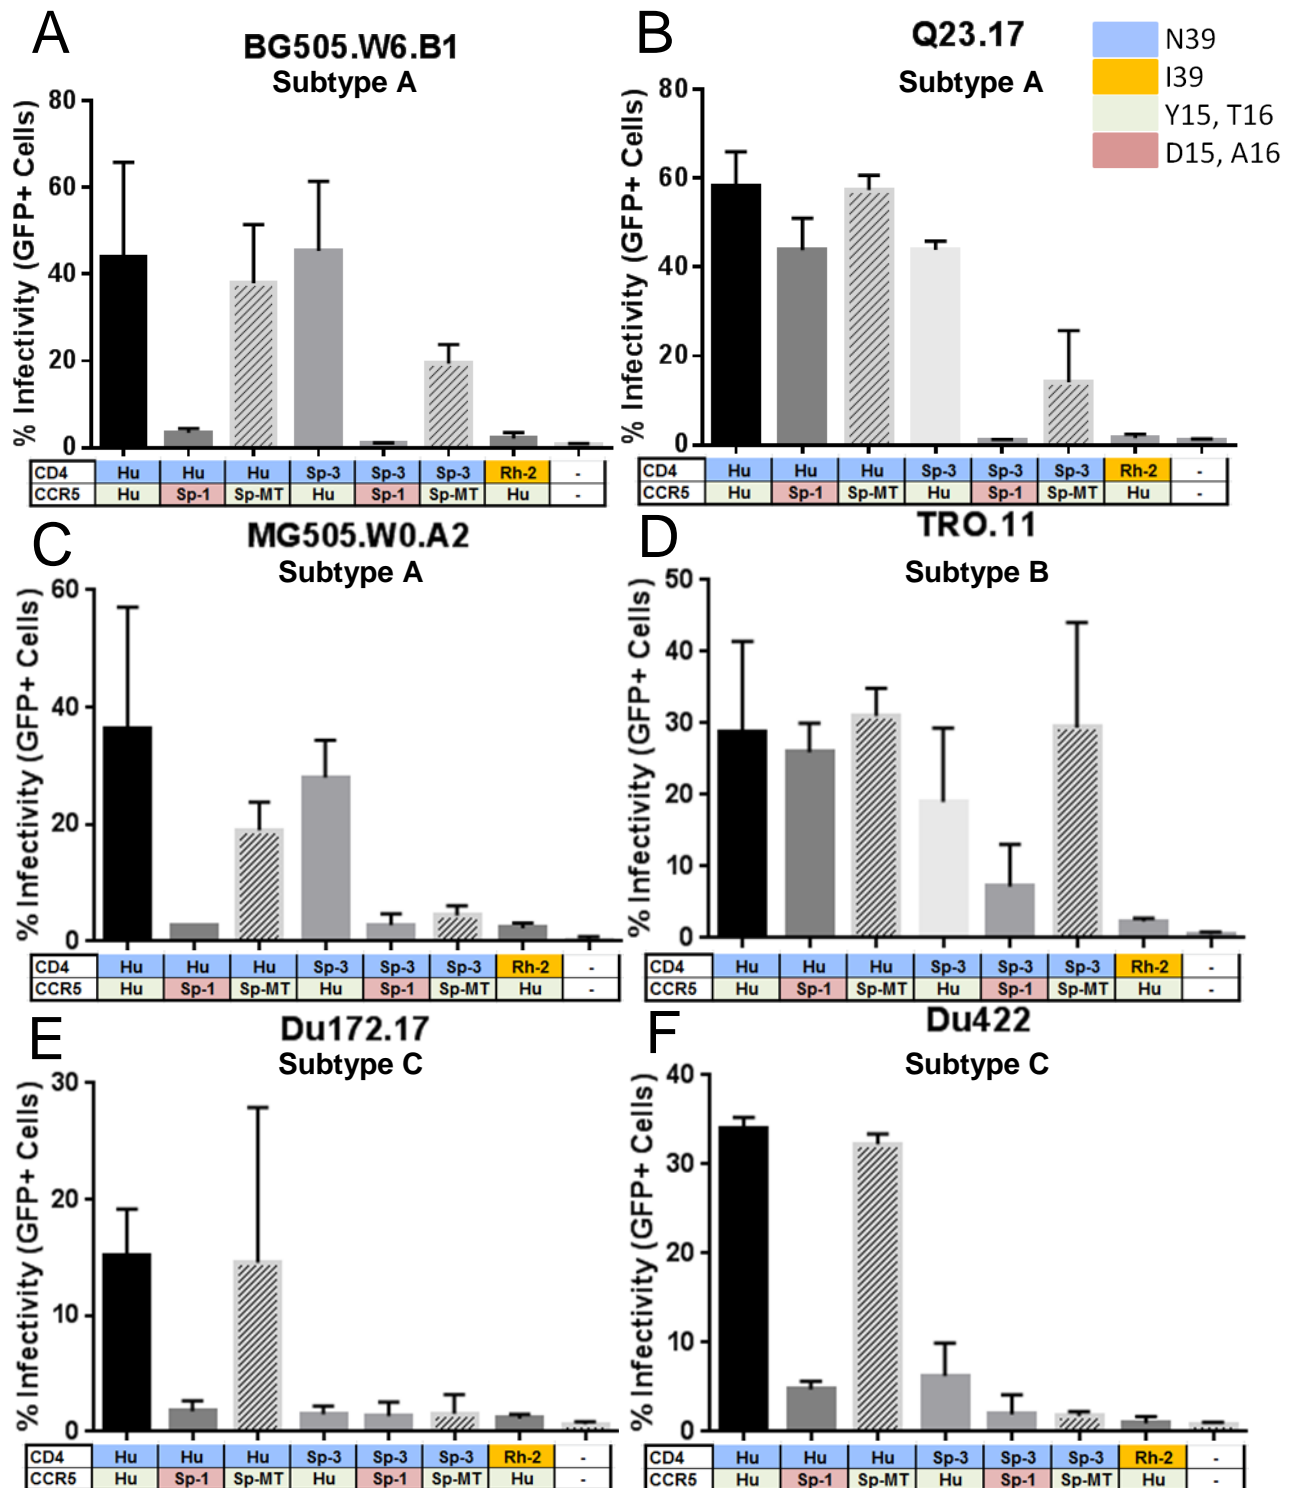 A
BG505.W6.B1
Subtype A
% Infectivity (GFP+ Cells)
80
60
40
20
0
CD4 Hu Hu Hu Sp-3 Sp-3 Sp-3 Rh-2 -
CCR5 Hu Sp-1 Sp-MT Hu Sp-1 Sp-MT Hu -
B
Q23.17
Subtype A
% Infectivity (GFP+ Cells)
80
60
40
20
0
CD4 Hu Hu Hu Sp-3 Sp-3 Sp-3 Rh-2 -
CCR5 Hu Sp-1 Sp-MT Hu Sp-1 Sp-MT Hu -
N39
I39
Y15, T16
D15, A16
C
MG505.W0.A2
Subtype A
% Infectivity (GFP+ Cells)
60
40
20
0
CD4 Hu Hu Hu Sp-3 Sp-3 Sp-3 Rh-2 -
CCR5 Hu Sp-1 Sp-MT Hu Sp-1 Sp-MT Hu -
D
TRO.11
Subtype B
% Infectivity (GFP+ Cells)
50
40
30
20
10
0
CD4 Hu Hu Hu Sp-3 Sp-3 Sp-3 Rh-2 -
CCR5 Hu Sp-1 Sp-MT Hu Sp-1 Sp-MT Hu -
E
Du172.17
Subtype C
% Infectivity (GFP+ Cells)
30
20
10
0
CD4 Hu Hu Hu Sp-3 Sp-3 Sp-3 Rh-2 -
CCR5 Hu Sp-1 Sp-MT Hu Sp-1 Sp-MT Hu -
F
Du422
Subtype C
% Infectivity (GFP+ Cells)
40
30
20
10
0
CD4 Hu Hu Hu Sp-3 Sp-3 Sp-3 Rh-2 -
CCR5 Hu Sp-1 Sp-MT Hu Sp-1 Sp-MT Hu -